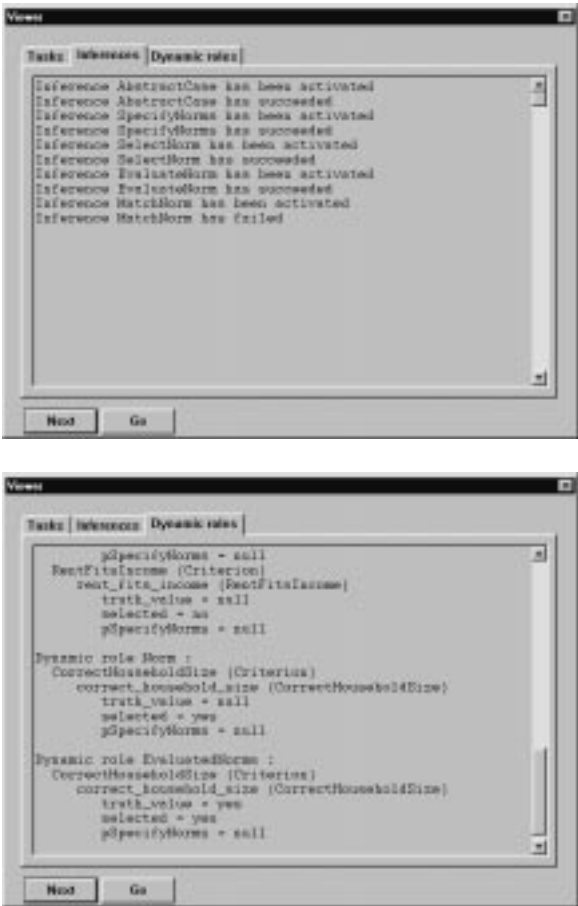 Viewer
Tasks Inferences Dynamic roles
Inference AbstractCase has been activated
Inference AbstractCase has succeeded
Inference SpecifyNorms has been activated
Inference SpecifyNorms has succeeded
Inference SelectNorm has been activated
Inference SelectNorm has succeeded
Inference EvaluateNorm has been activated
Inference EvaluateNorm has succeeded
Inference MatchNorm has been activated
Inference MatchNorm has failed
Next Go
Viewer
Tasks Inferences Dynamic roles
pSpecifyNorms = null
RentFitsIncome (Criterion)
rent_fits_income (RentFitsIncome)
truth_value = null
selected = no
pSpecifyNorms = null
Dynamic role Norm :
CorrectHouseholdSize (Criterion)
correct_household_size (CorrectHouseholdSize)
truth_value = null
selected = yes
pSpecifyNorms = null
Dynamic role EvaluatedNorms :
CorrectHouseholdSize (Criterion)
correct_household_size (CorrectHouseholdSize)
truth_value = yes
selected = yes
pSpecifyNorms = null
Next Go